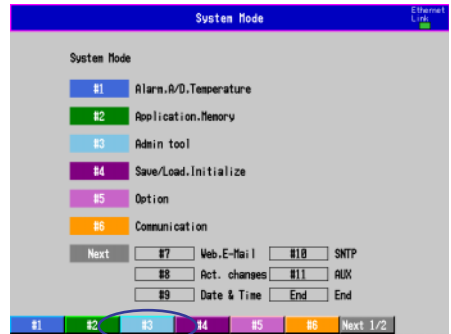 System Mode
Ethernet
Link
System Mode
#1 Alarm.A/D.Temperature
#2 Application.Memory
#3 Admin tool
#4 Save/Load.Initialize
#5 Option
#6 Communication
Next #7 Web.E-Mail #10 SNTP
#8 Act. changes #11 AUX
#9 Date & Time End End
#1 #2 #3 #4 #5 #6 Next 1/2